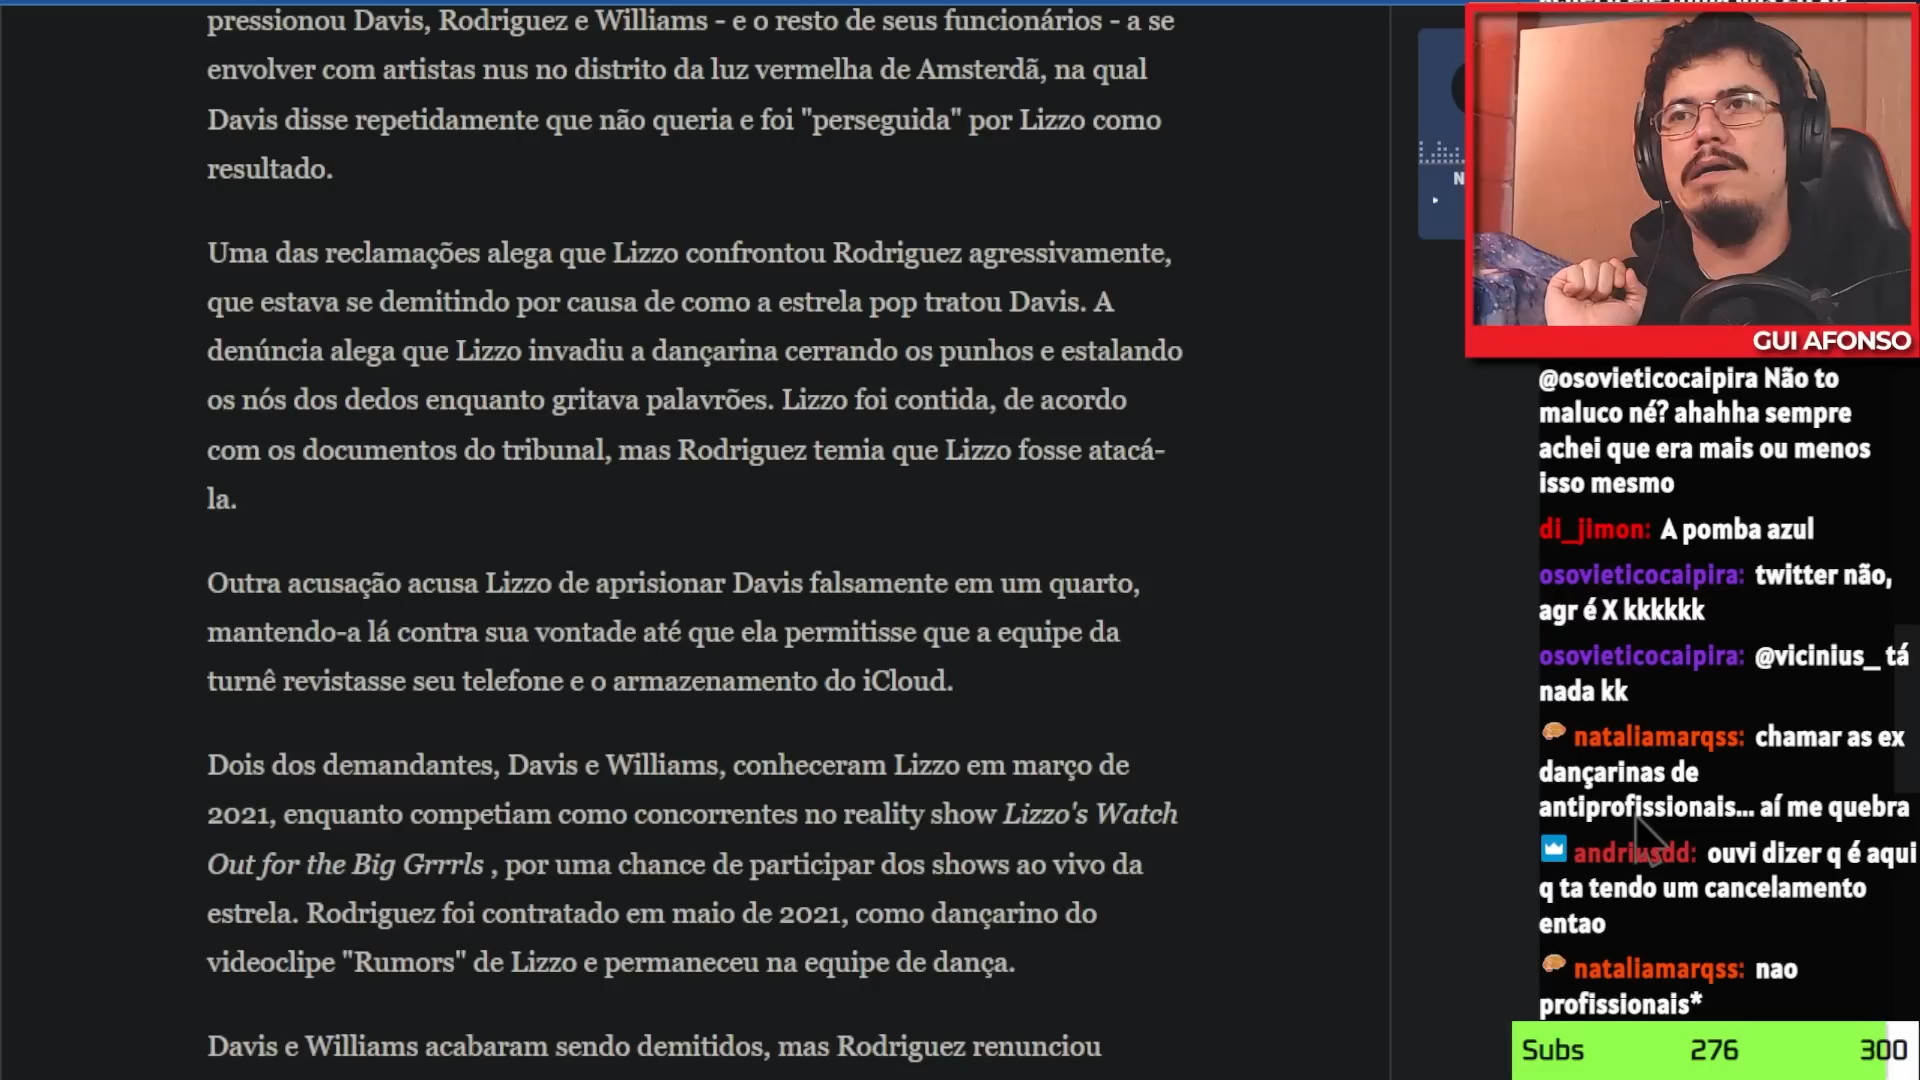 pressionou Davis, Rodriguez e Williams - e o resto de seus funcionários - a se
envolver com artistas nus no distrito da luz vermelha de Amsterdã, na qual
Davis disse repetidamente que não queria e foi "perseguida" por Lizzo como
resultado.
Uma das reclamações alega que Lizzo confrontou Rodriguez agressivamente,
que estava se demitindo por causa de como a estrela pop tratou Davis. A
denúncia alega que Lizzo invadiu a dançarina cerrando os punhos e estalando
os nós dos dedos enquanto gritava palavrões. Lizzo foi contida, de acordo
com os documentos do tribunal, mas Rodriguez temia que Lizzo fosse atacá-
la.
Outra acusação acusa Lizzo de aprisionar Davis falsamente em um quarto,
mantendo-a lá contra sua vontade até que ela permitisse que a equipe da
turnê revistasse seu telefone e o armazenamento do iCloud.
Dois dos demandantes, Davis e Williams, conheceram Lizzo em março de
2021, enquanto competiam como concorrentes no reality show Lizzo's Watch
Out for the Big Grrrls , por uma chance de participar dos shows ao vivo da
estrela. Rodriguez foi contratado em maio de 2021, como dançarino do
videoclipe "Rumors" de Lizzo e permaneceu na equipe de dança.
Davis e Williams acabaram sendo demitidos, mas Rodriguez renunciou
N
GUI AFONSO
@osovieticocaipira Não to
maluco né? ahahha sempre
achei que era mais ou menos
isso mesmo
di_jimon: A pomba azul
osovieticocaipira: twitter não,
agr é X kkkkkk
osovieticocaipira: @vicinius_ tá
nada kk
nataliamarqss: chamar as ex
dançarinas de
antiprofissionais... aí me quebra
andriusdd: ouvi dizer q é aqui
q ta tendo um cancelamento
entao
nataliamarqss: nao
profissionais*
Subs 276 300